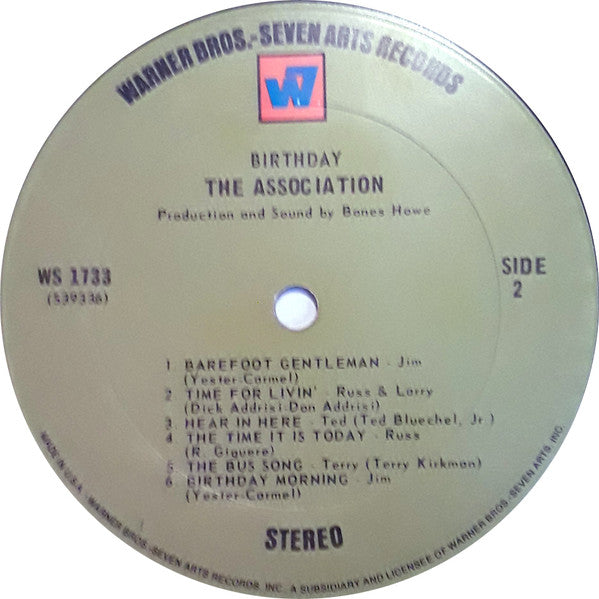 WARNER BROS.-SEVEN ARTS RECORDS
W7
BIRTHDAY
THE ASSOCIATION
Production and Sound by Bones Howe
WS 1733
(S39336)
SIDE
2
1 BAREFOOT GENTLEMAN - Jim
(Yester-Carmel)
2 TIME FOR LIVIN' - Russ & Larry
(Dick Addrisi-Don Addrisi)
3 HEAR IN HERE - Ted (Ted Bluechel, Jr.)
4 THE TIME IT IS TODAY - Russ
(R. Giguere)
5 THE BUS SONG - Terry (Terry Kirkman)
6 BIRTHDAY MORNING - Jim
(Yester-Carmel)
STEREO
MADE IN U.S.A. - WARNER BROS.-SEVEN ARTS RECORDS, INC. A SUBSIDIARY AND LICENSEE OF WARNER BROS.-SEVEN ARTS, INC.